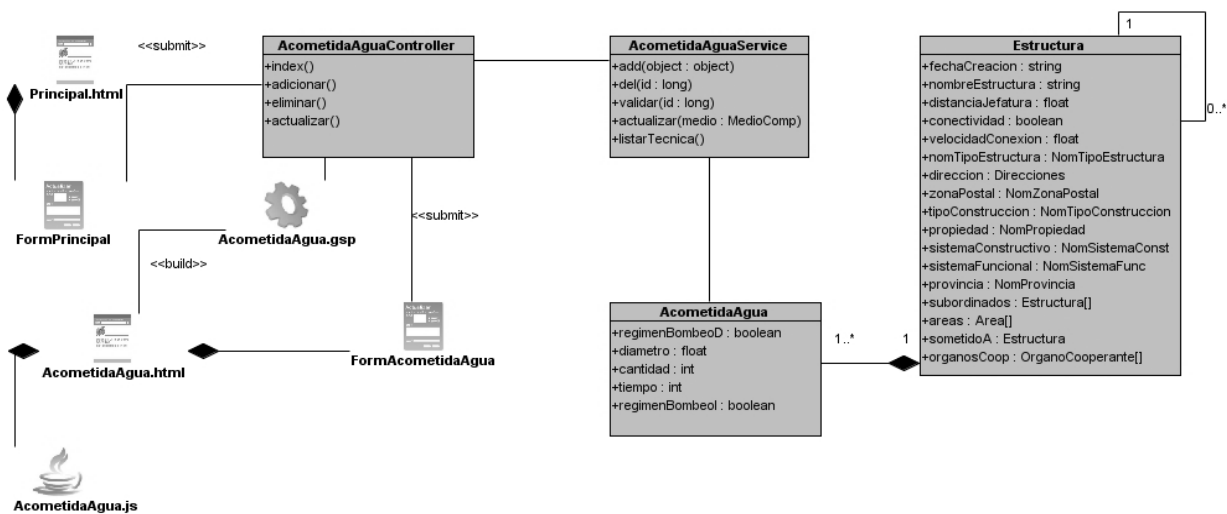 Principal.html
<<submit>>
FormPrincipal
AcometidaAguaController
+index()
+adicionar()
+eliminar()
+actualizar()
AcometidaAgua.gsp
<<submit>>
<<build>>
AcometidaAgua.html
FormAcometidaAgua
AcometidaAgua.js
AcometidaAguaService
+add(object : object)
+del(id : long)
+validar(id : long)
+actualizar(medio : MedioComp)
+listarTecnica()
AcometidaAgua
+regimenBombeoD : boolean
+diametro : float
+cantidad : int
+tiempo : int
+regimenBombeoI : boolean
1..*
1
Estructura
+fechaCreacion : string
+nombreEstructura : string
+distanciaJefatura : float
+conectividad : boolean
+velocidadConexion : float
+nomTipoEstructura : NomTipoEstructura
+direccion : Direcciones
+zonaPostal : NomZonaPostal
+tipoConstruccion : NomTipoConstruccion
+propiedad : NomPropiedad
+sistemaConstructivo : NomSistemaConst
+sistemaFuncional : NomSistemaFunc
+provincia : NomProvincia
+subordinados : Estructura[]
+areas : Area[]
+sometidoA : Estructura
+organosCoop : OrganoCooperante[]
1
0..*